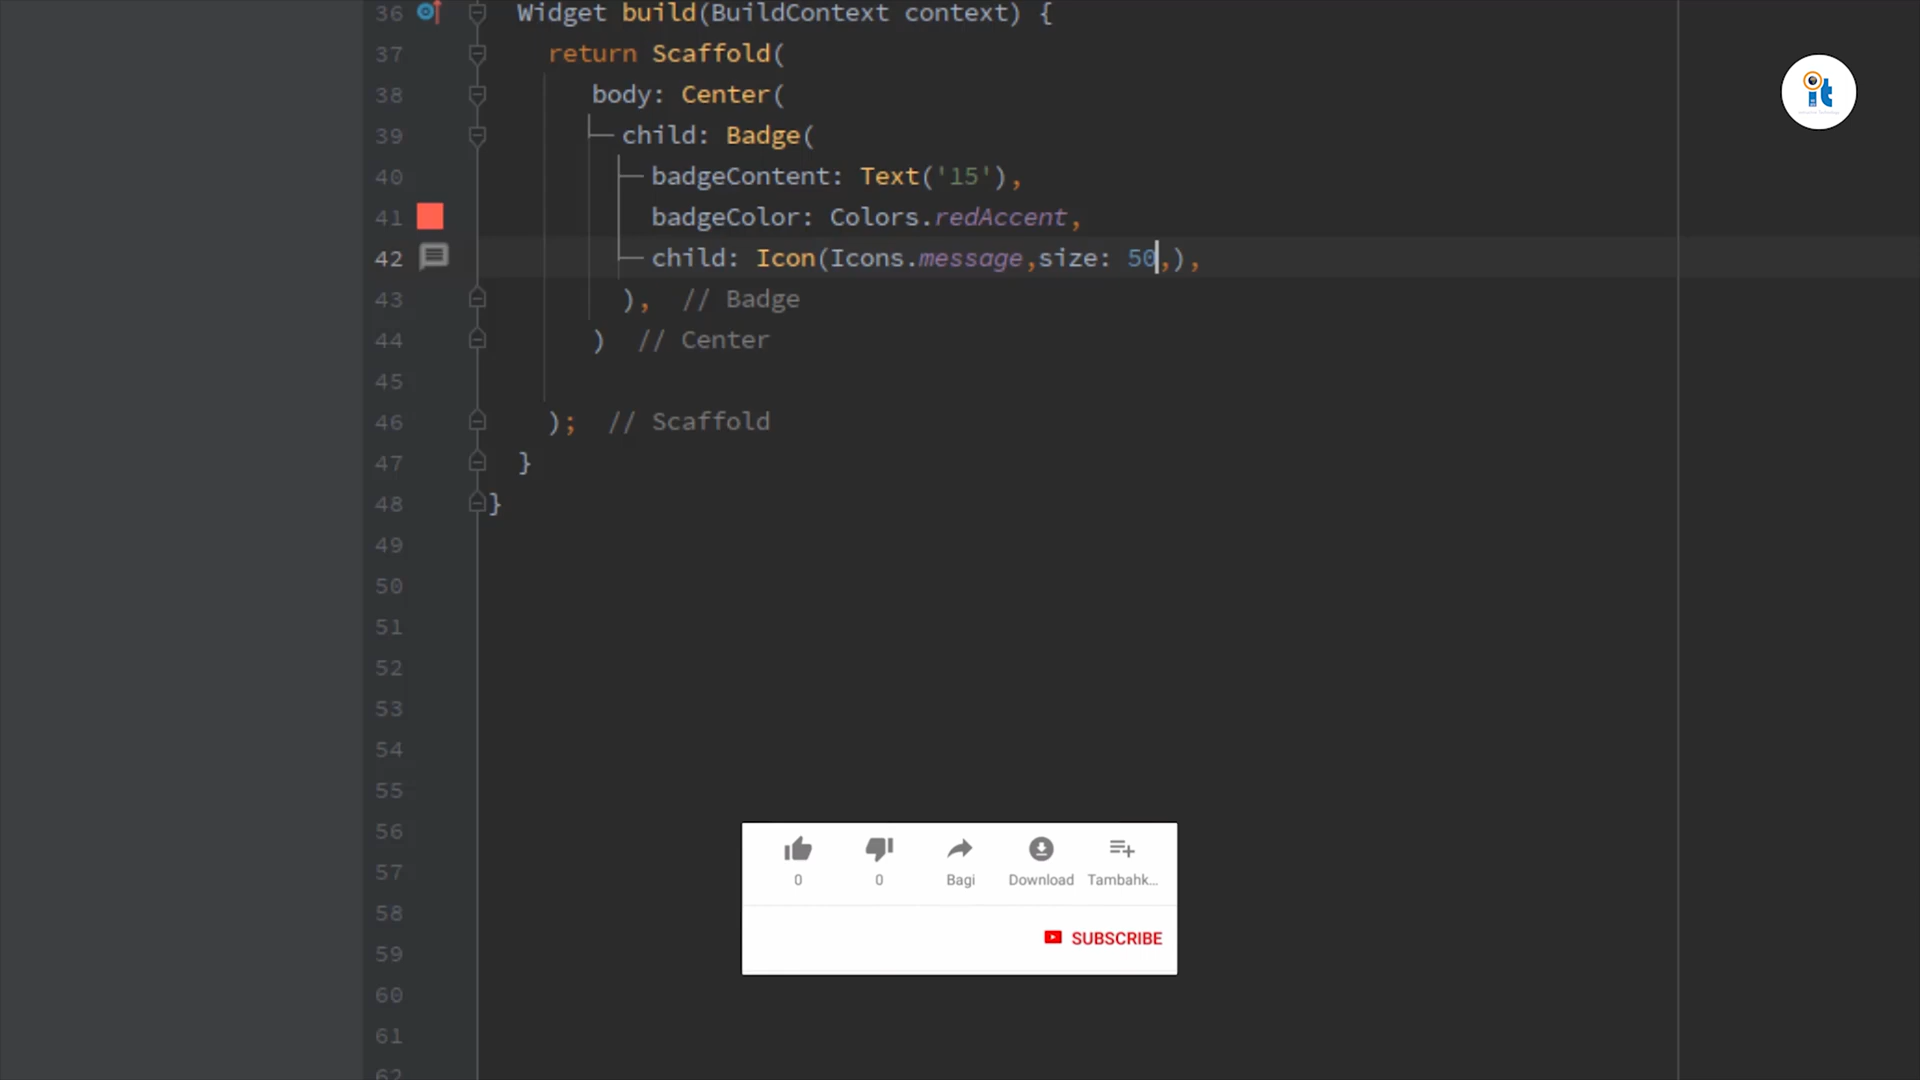 36 Widget build(BuildContext context) {
37 return Scaffold(
38 body: Center(
39 child: Badge(
40 badgeContent: Text('15'),
41 badgeColor: Colors.redAccent,
42 child: Icon(Icons.message,size: 50,),
43 ), // Badge
44 ) // Center
45
46 ); // Scaffold
47 }
48 }
49
50
51
52
53
54
55
56
57
58
59
60
61
62
it
0 0 Bagi Download Tambahk...
SUBSCRIBE